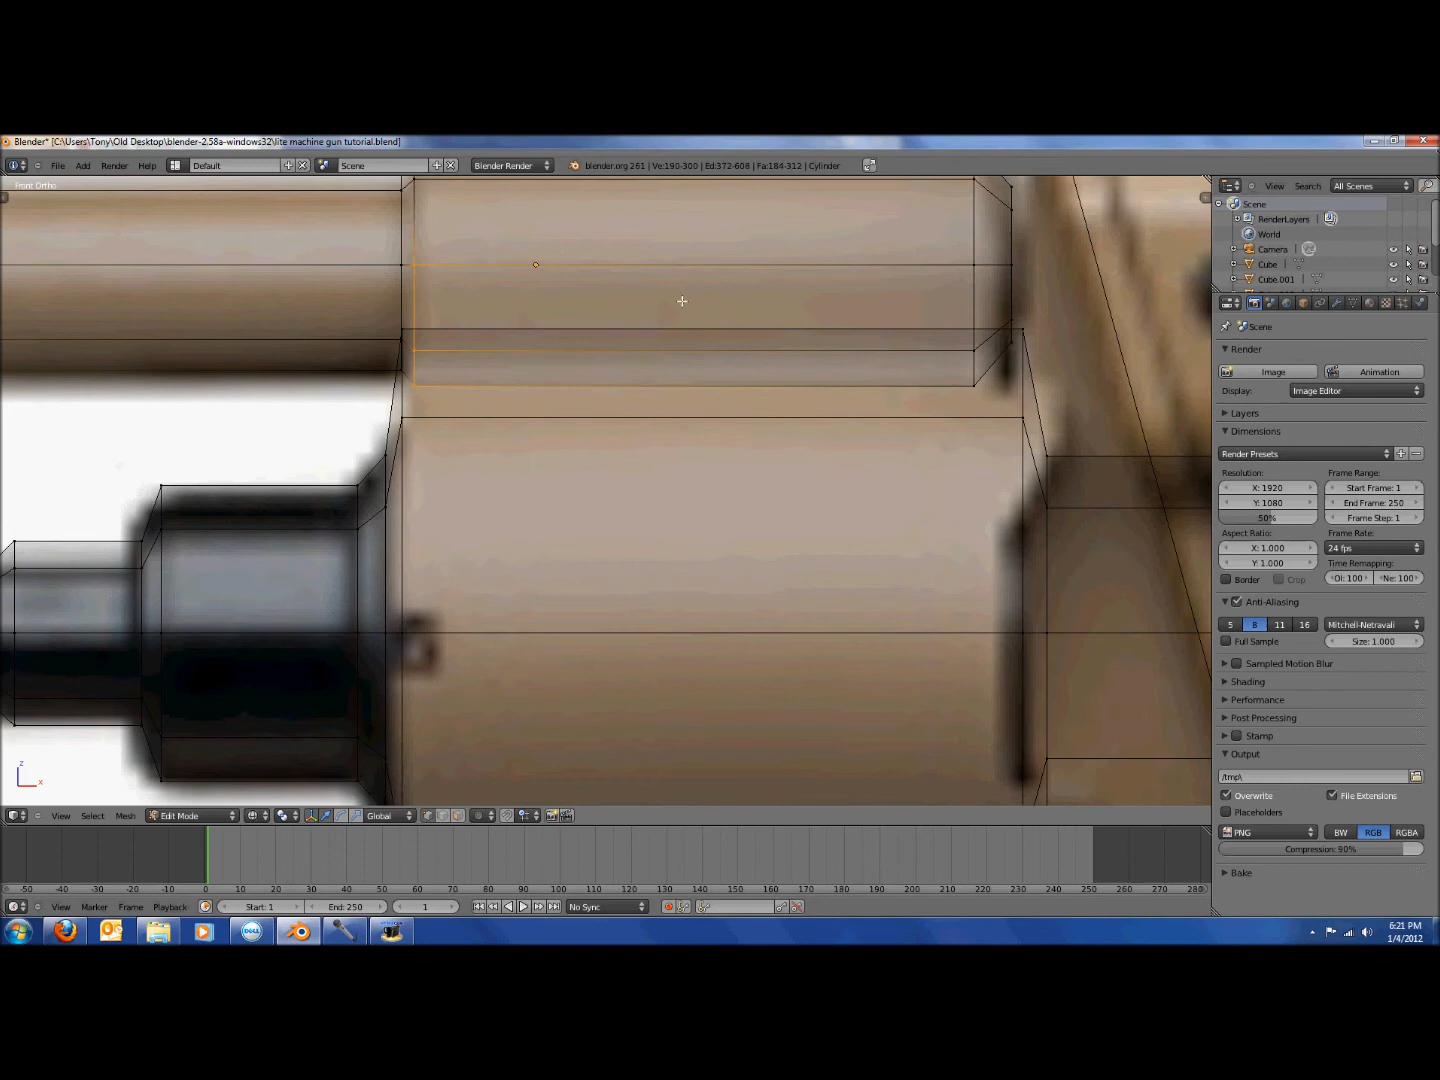 Blender* [C:\Users\Tony\Old Desktop\blender-2.58a-windows32\lite machine gun tutorial.blend]
File Add Render Help Default Scene Blender Render blender.org 261 | Ve:190-300 | Ed:372-608 | Fa:184-312 | Cylinder
Front Ortho
View Search All Scenes
Scene
RenderLayers
World
Camera
Cube
Cube.001
Scene
Render
Image Animation
Display: Image Editor
Layers
Dimensions
Render Presets
Resolution: Frame Range:
X: 1920 Start Frame: 1
Y: 1080 End Frame: 250
50% Frame Step: 1
Aspect Ratio: Frame Rate:
X: 1.000 24 fps
Y: 1.000 Time Remapping:
Border Crop Ol: 100 Ne: 100
Anti-Aliasing
5 8 11 16 Mitchell-Netravali
Full Sample Size: 1.000
Sampled Motion Blur
Shading
Performance
Post Processing
Stamp
Output
/tmp\
Overwrite File Extensions
Placeholders
PNG BW RGB RGBA
Compression: 90%
Bake
z
x
View Select Mesh Edit Mode Global
-50 -40 -30 -20 -10 0 10 20 30 40 50 60 70 80 90 100 110 120 130 140 150 160 170 180 190 200 210 220 230 240 250 260 270 280
View Marker Frame Playback Start: 1 End: 250 1 No Sync
DELL
6:21 PM
1/4/2012